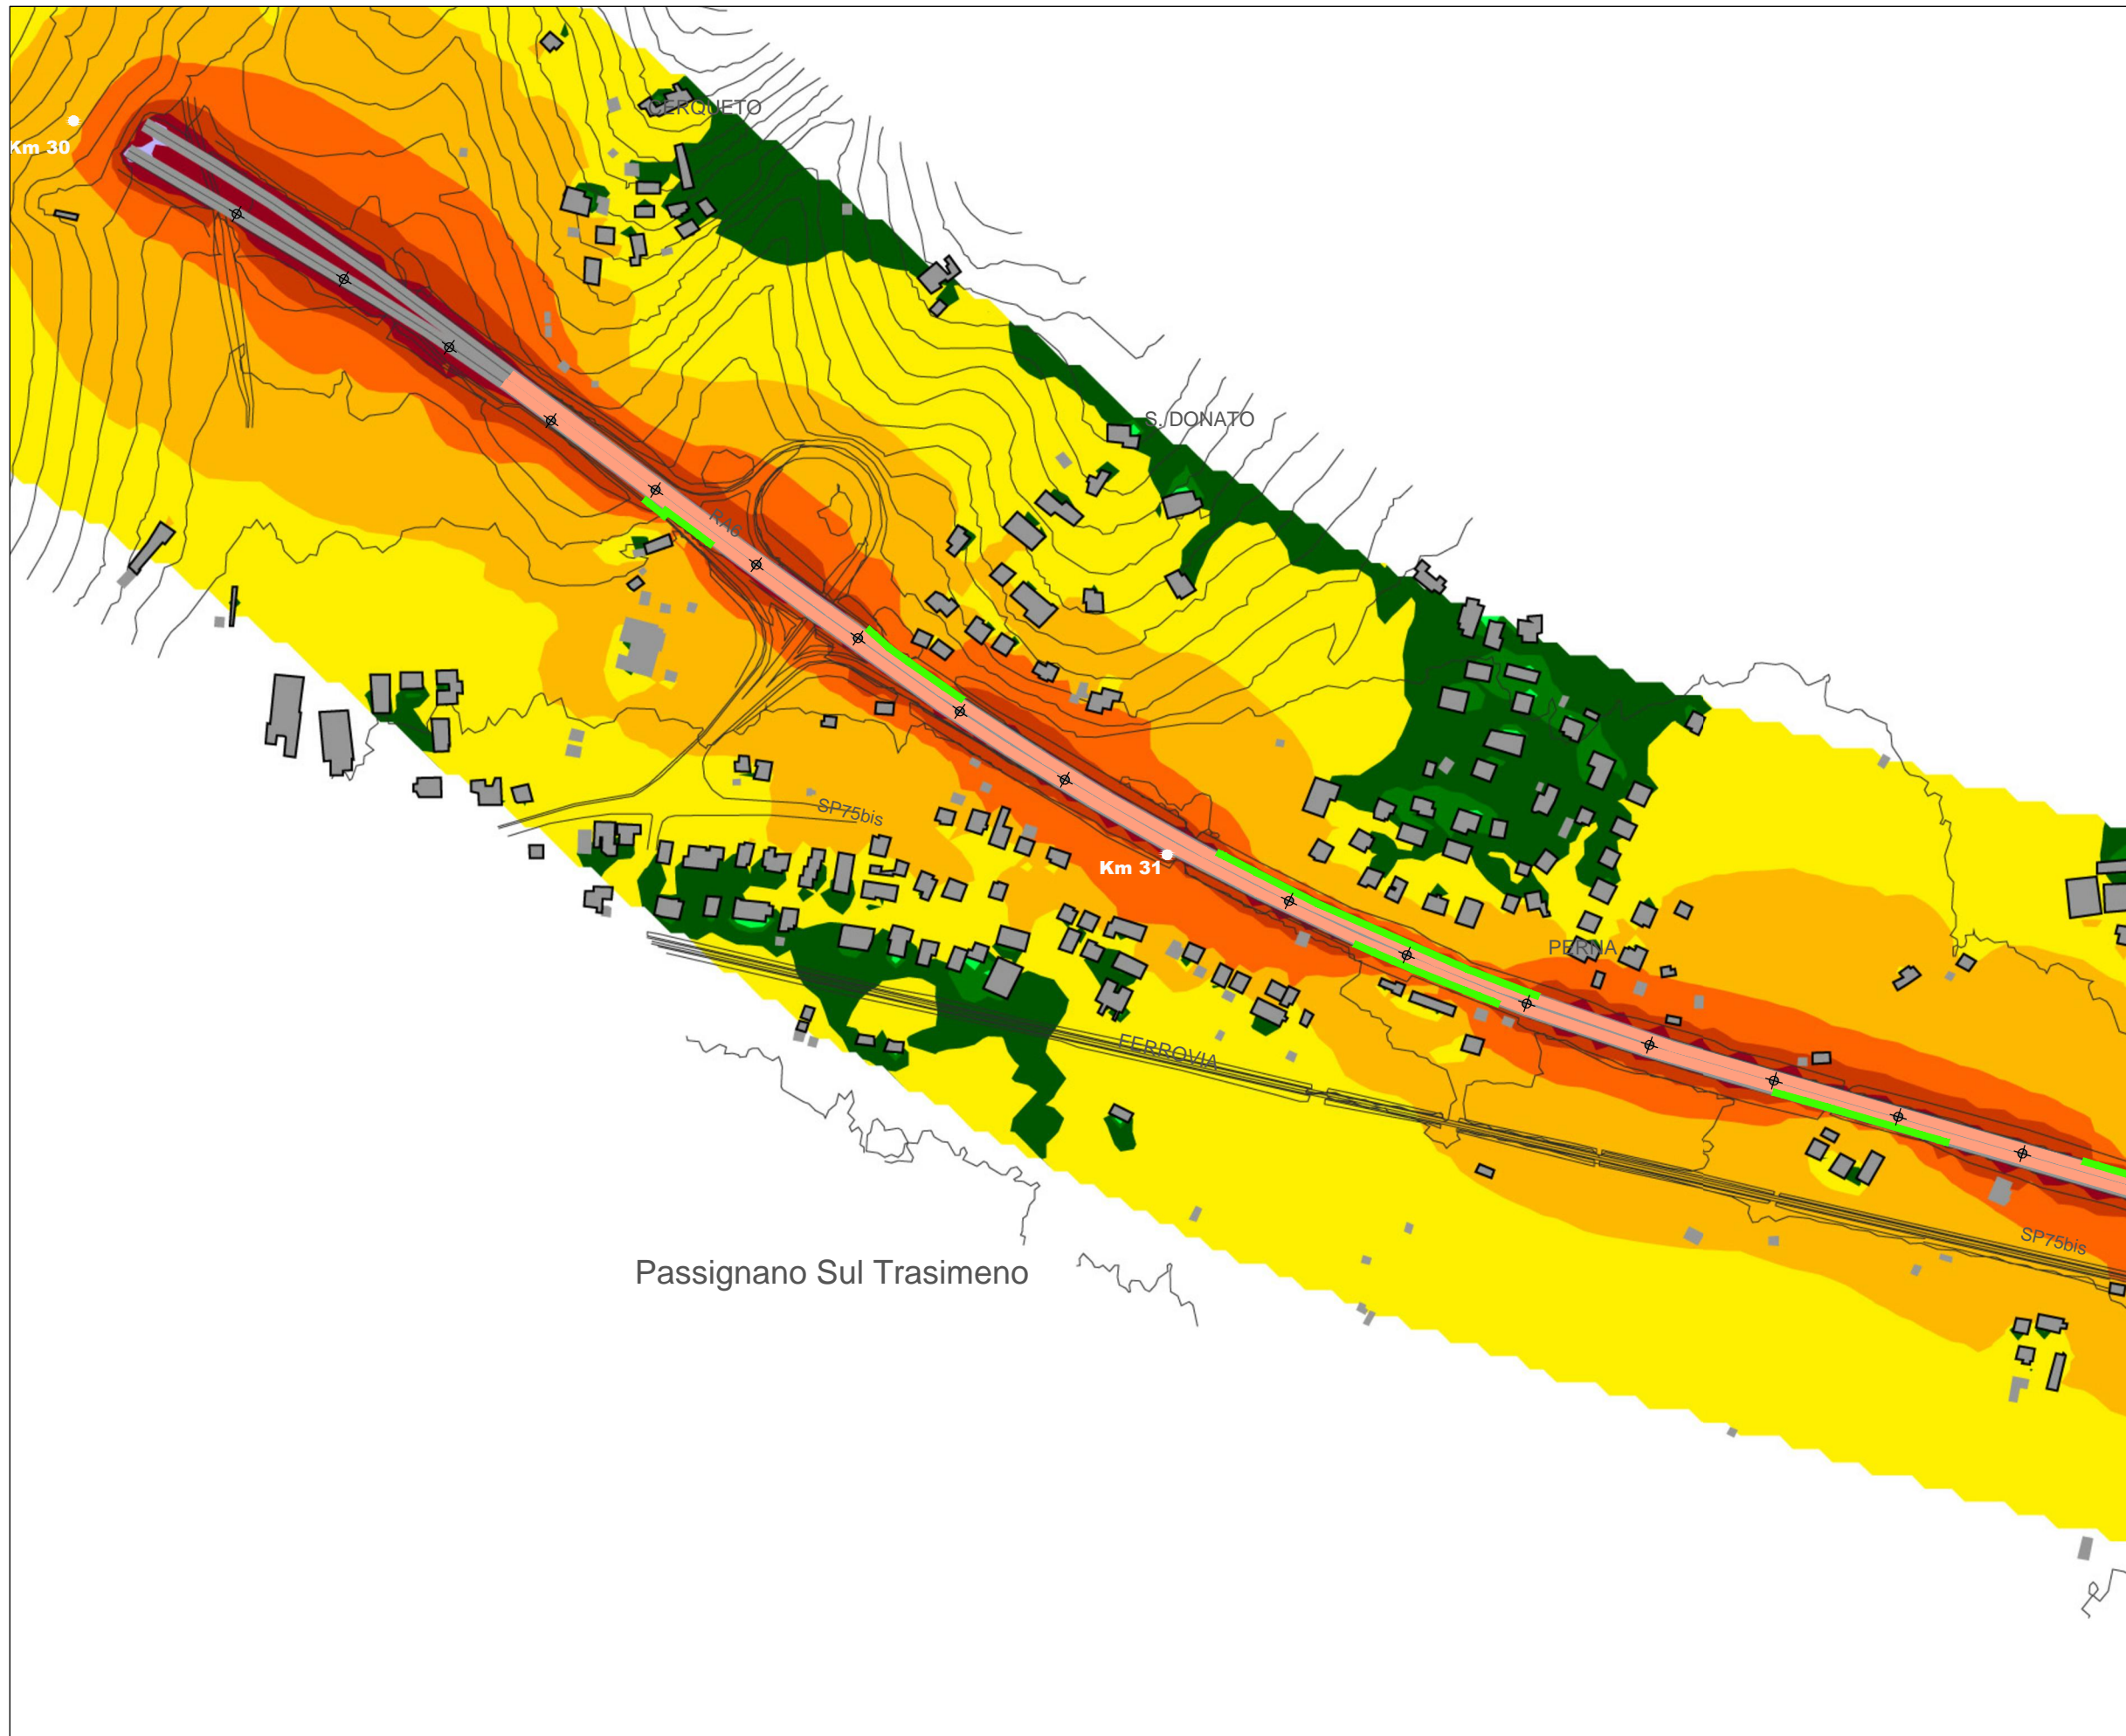 CERQUETO
Km 30
S. DONATO
RA6
SP75bis
Km 31
PERNA
FERROVIA
SP75bis
Passignano Sul Trasimeno